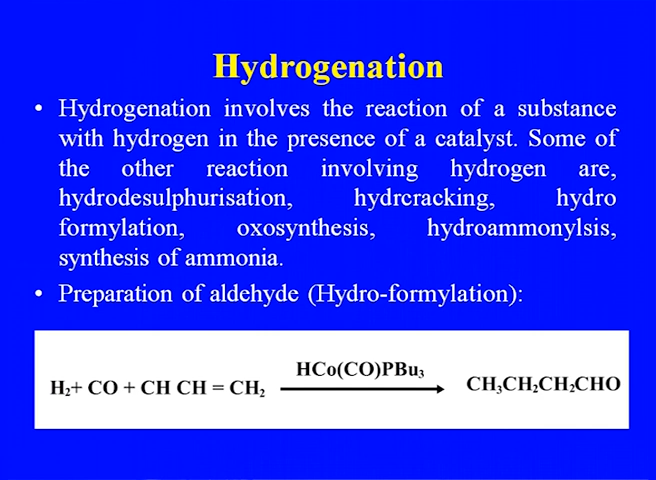 Hydrogenation
• Hydrogenation involves the reaction of a substance
with hydrogen in the presence of a catalyst. Some of
the other reaction involving hydrogen are,
hydrodesulphurisation, hydrcracking, hydro
formylation, oxosynthesis, hydroammonylsis,
synthesis of ammonia.
• Preparation of aldehyde (Hydro-formylation):
HCo(CO)PBu₃
H₂+ CO + CH CH = CH₂
CH₃CH₂CH₂CHO